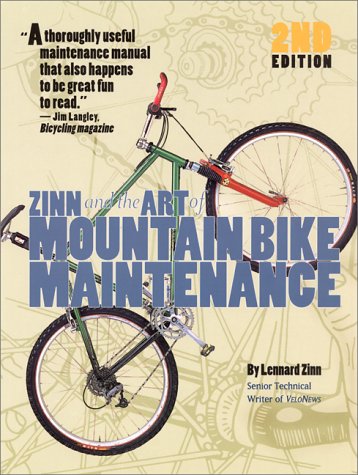 “A thoroughly useful
maintenance manual
that also happens
to be great fun
to read.”
— Jim Langley,
Bicycling magazine
2ND
EDITION
ZINN and the ART of
MOUNTAIN BIKE
MAINTENANCE
By Lennard Zinn
Senior Technical
Writer of VELONEWS